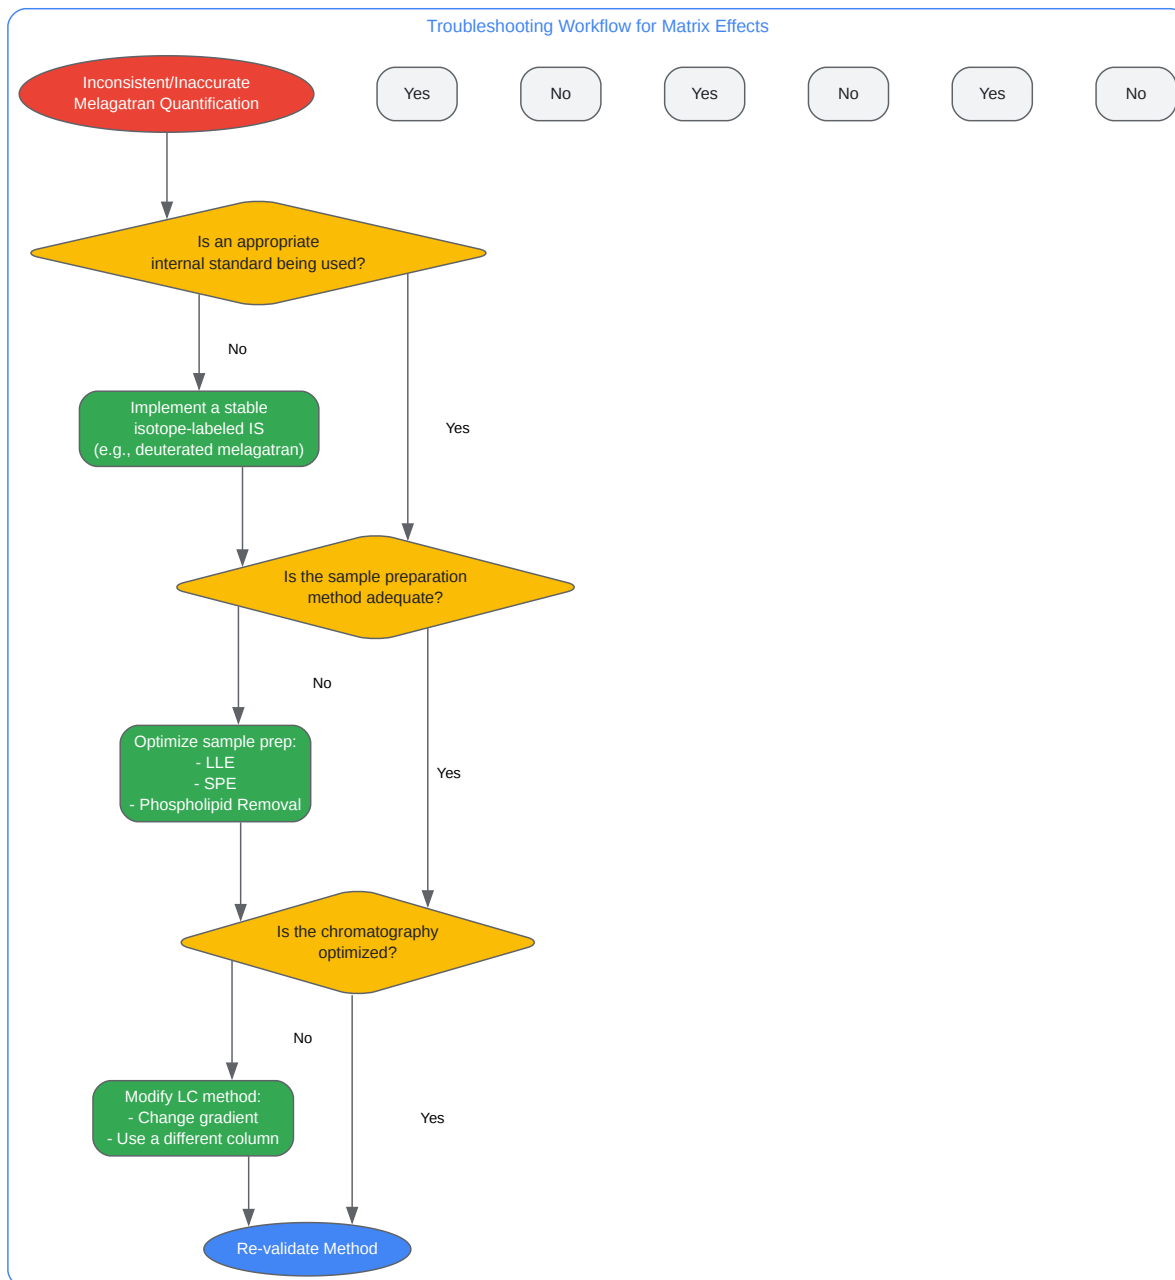 Troubleshooting Workflow for Matrix Effects
Inconsistent/Inaccurate
Melagatran Quantification
Yes
No
Yes
No
Yes
No
Is an appropriate
internal standard being used?
No
Implement a stable
isotope-labeled IS
(e.g., deuterated melagatran)
Yes
Is the sample preparation
method adequate?
No
Optimize sample prep:
- LLE
- SPE
- Phospholipid Removal
Yes
Is the chromatography
optimized?
No
Modify LC method:
- Change gradient
- Use a different column
Yes
Re-validate Method